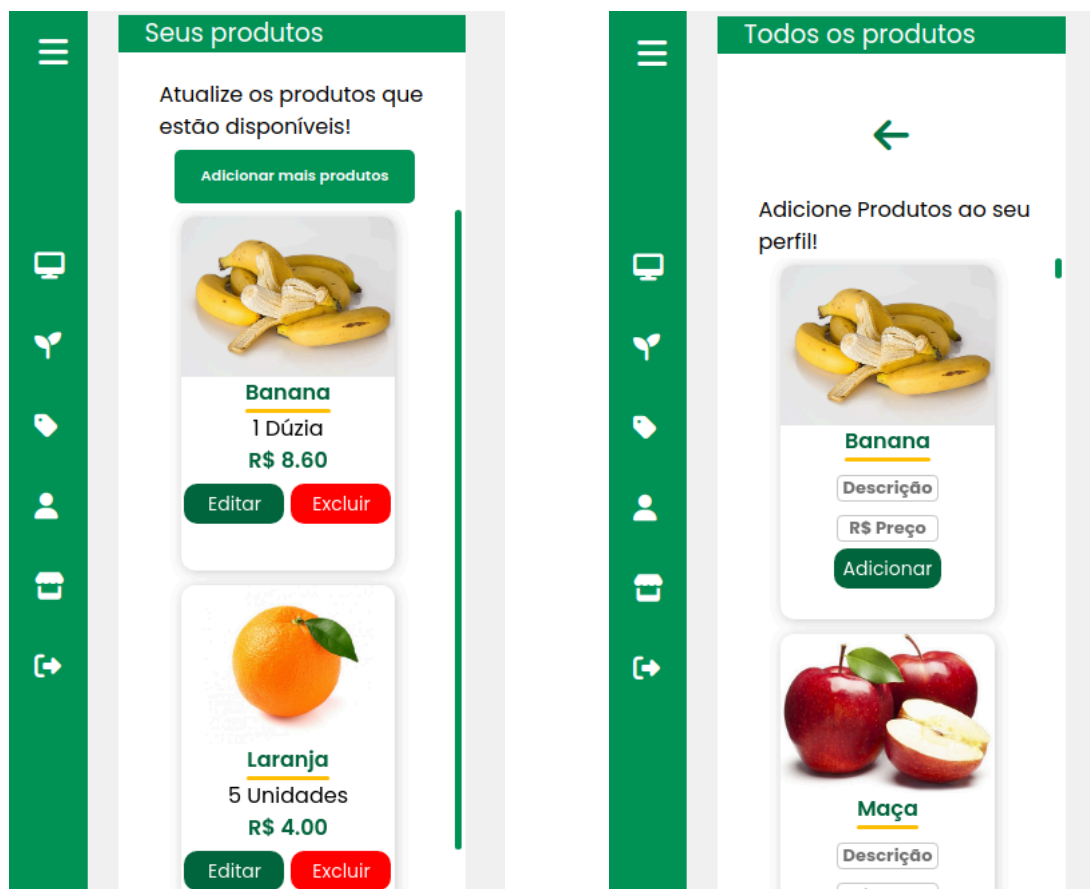 Seus produtos
Atualize os produtos que
estão disponíveis!
Adicionar mais produtos
Banana
1 Dúzia
R$ 8.60
Editar Excluir
Laranja
5 Unidades
R$ 4.00
Editar Excluir
Todos os produtos
Adicione Produtos ao seu
perfil!
Banana
Descrição
R$ Preço
Adicionar
Maça
Descrição